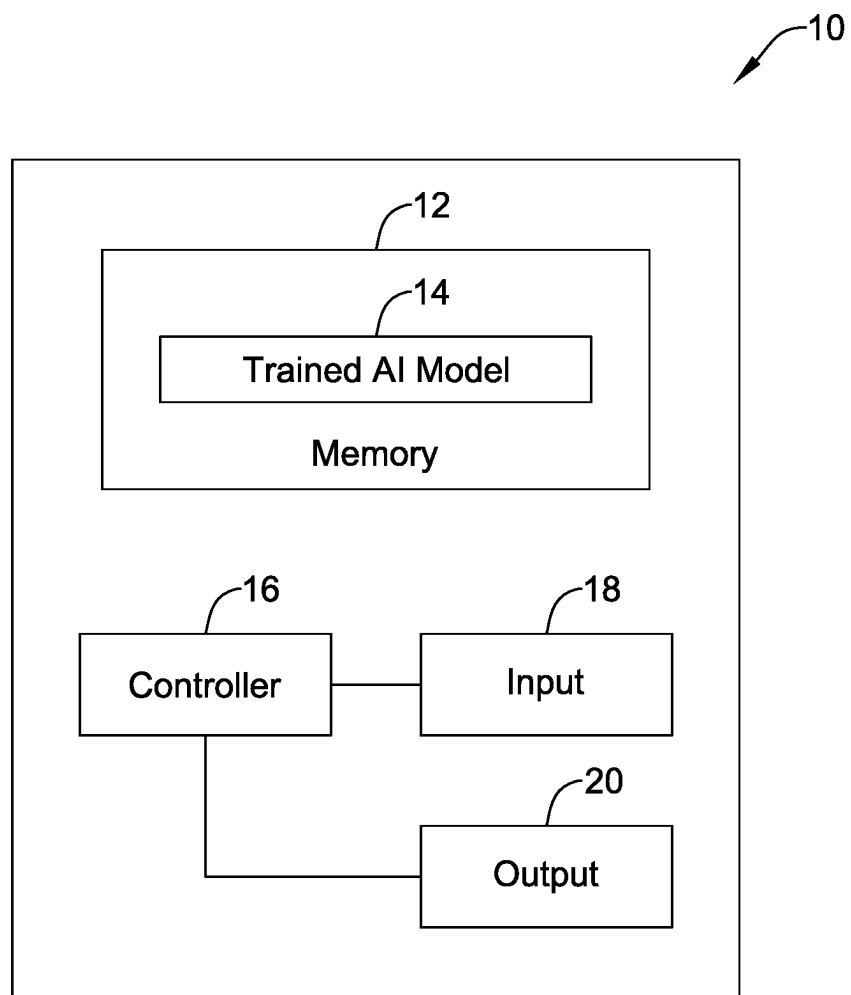 10
12
14
Trained AI Model
Memory
16
18
Controller
Input
20
Output